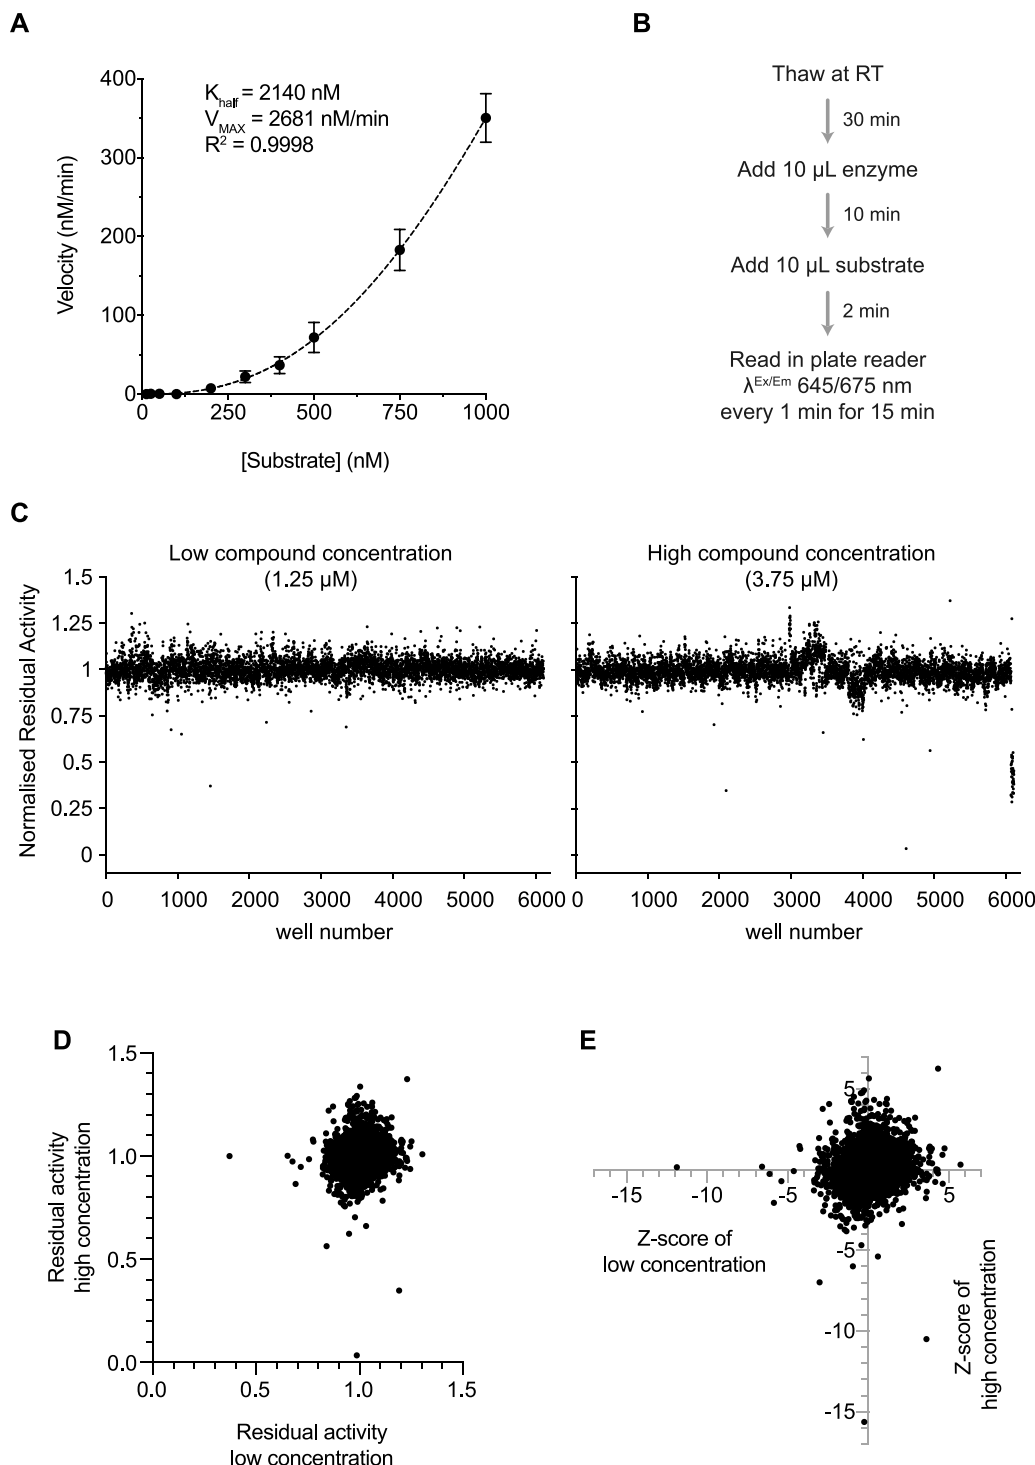 A
K_half = 2140 nM
V_MAX = 2681 nM/min
R² = 0.9998
Velocity (nM/min)
400
300
200
100
0
0
250
500
750
1000
[Substrate] (nM)
B
Thaw at RT
30 min
Add 10 µL enzyme
10 min
Add 10 µL substrate
2 min
Read in plate reader
λ^Ex/Em 645/675 nm
every 1 min for 15 min
C
Normalised Residual Activity
Low compound concentration
(1.25 µM)
1.5
1.25
1
0.75
0.5
0.25
0
0
1000
2000
3000
4000
5000
6000
well number
High compound concentration
(3.75 µM)
0
1000
2000
3000
4000
5000
6000
well number
D
Residual activity
high concentration
1.5
1.0
0.5
0.0
0.0
0.5
1.0
1.5
Residual activity
low concentration
E
5
-15
-10
-5
5
Z-score of
low concentration
-5
-10
-15
Z-score of
high concentration